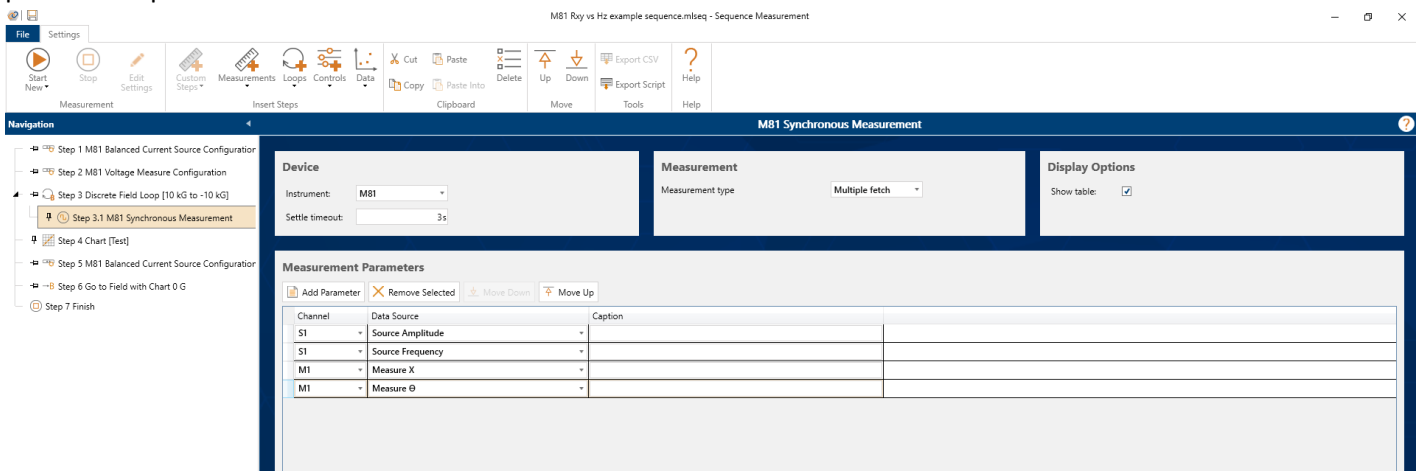 M81 Rxy vs Hz example sequence.mlseq - Sequence Measurement
File Settings
Start New
Stop
Edit Settings
Custom Steps
Measurements
Loops
Controls
Data
Cut
Copy
Paste
Paste Into
Delete
Up
Down
Export CSV
Export Script
Help
Measurement
Insert Steps
Clipboard
Move
Tools
Help
Navigation
M81 Synchronous Measurement
?
Step 1 M81 Balanced Current Source Configuration
Step 2 M81 Voltage Measure Configuration
Step 3 Discrete Field Loop [10 kG to -10 kG]
Step 3.1 M81 Synchronous Measurement
Step 4 Chart [Test]
Step 5 M81 Balanced Current Source Configuration
Step 6 Go to Field with Chart 0 G
Step 7 Finish
Device
Instrument: M81
Settle timeout: 3s
Measurement
Measurement type Multiple fetch
Display Options
Show table:
Measurement Parameters
Add Parameter Remove Selected Move Down Move Up
Channel Data Source Caption
S1 Source Amplitude
S1 Source Frequency
M1 Measure X
M1 Measure Θ